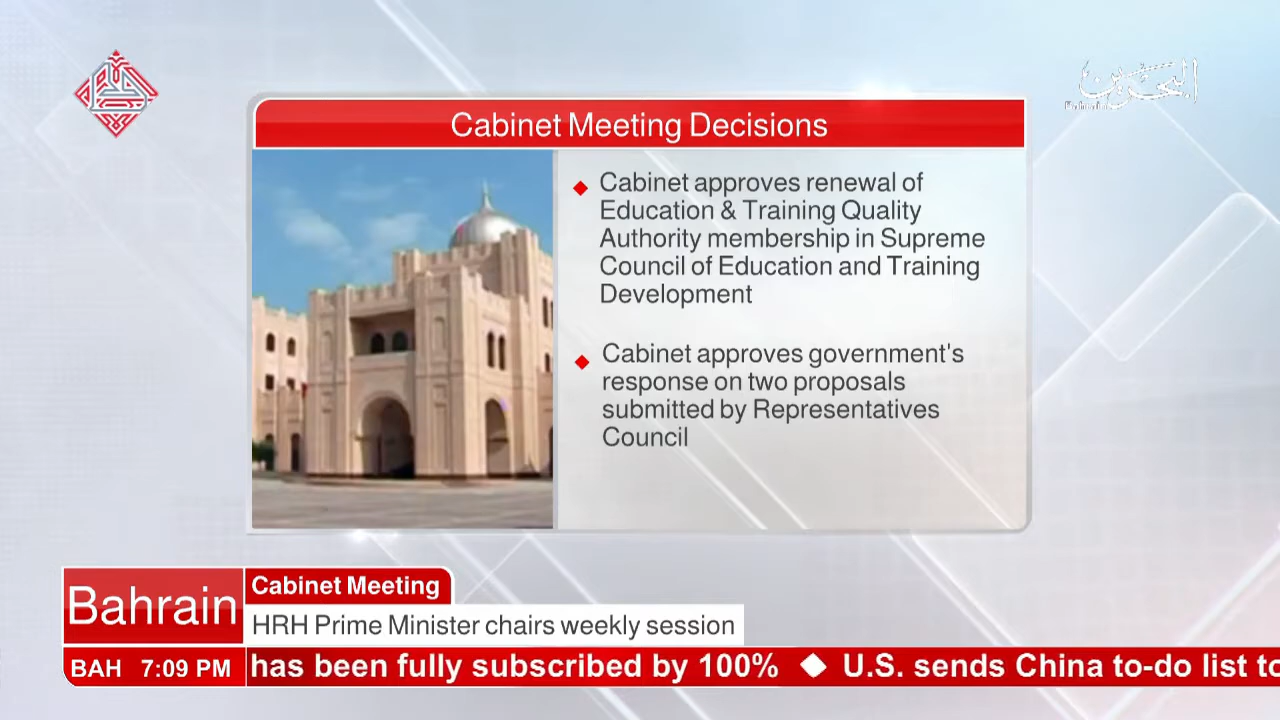 البحرين
Bahrain
Cabinet Meeting Decisions
Cabinet approves renewal of
Education & Training Quality
Authority membership in Supreme
Council of Education and Training
Development
Cabinet approves government's
response on two proposals
submitted by Representatives
Council
Bahrain
Cabinet Meeting
HRH Prime Minister chairs weekly session
BAH 7:09 PM has been fully subscribed by 100% ◆ U.S. sends China to-do list to